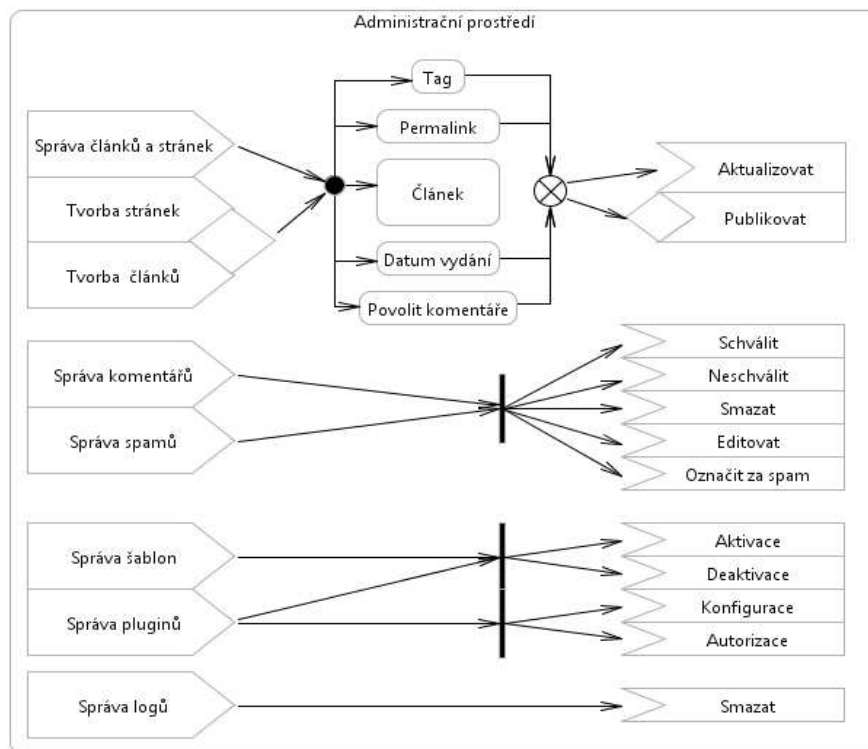 Administrační prostředí
Tag
Permalink
Článek
Datum vydání
Povolit komentáře
Správa článků a stránek
Tvorba stránek
Tvorba článků
Aktualizovat
Publikovat
Správa komentářů
Správa spamů
Schválit
Neschválit
Smazat
Editovat
Označit za spam
Správa šablon
Správa pluginů
Aktivace
Deaktivace
Konfigurace
Autorizace
Správa logů
Smazat